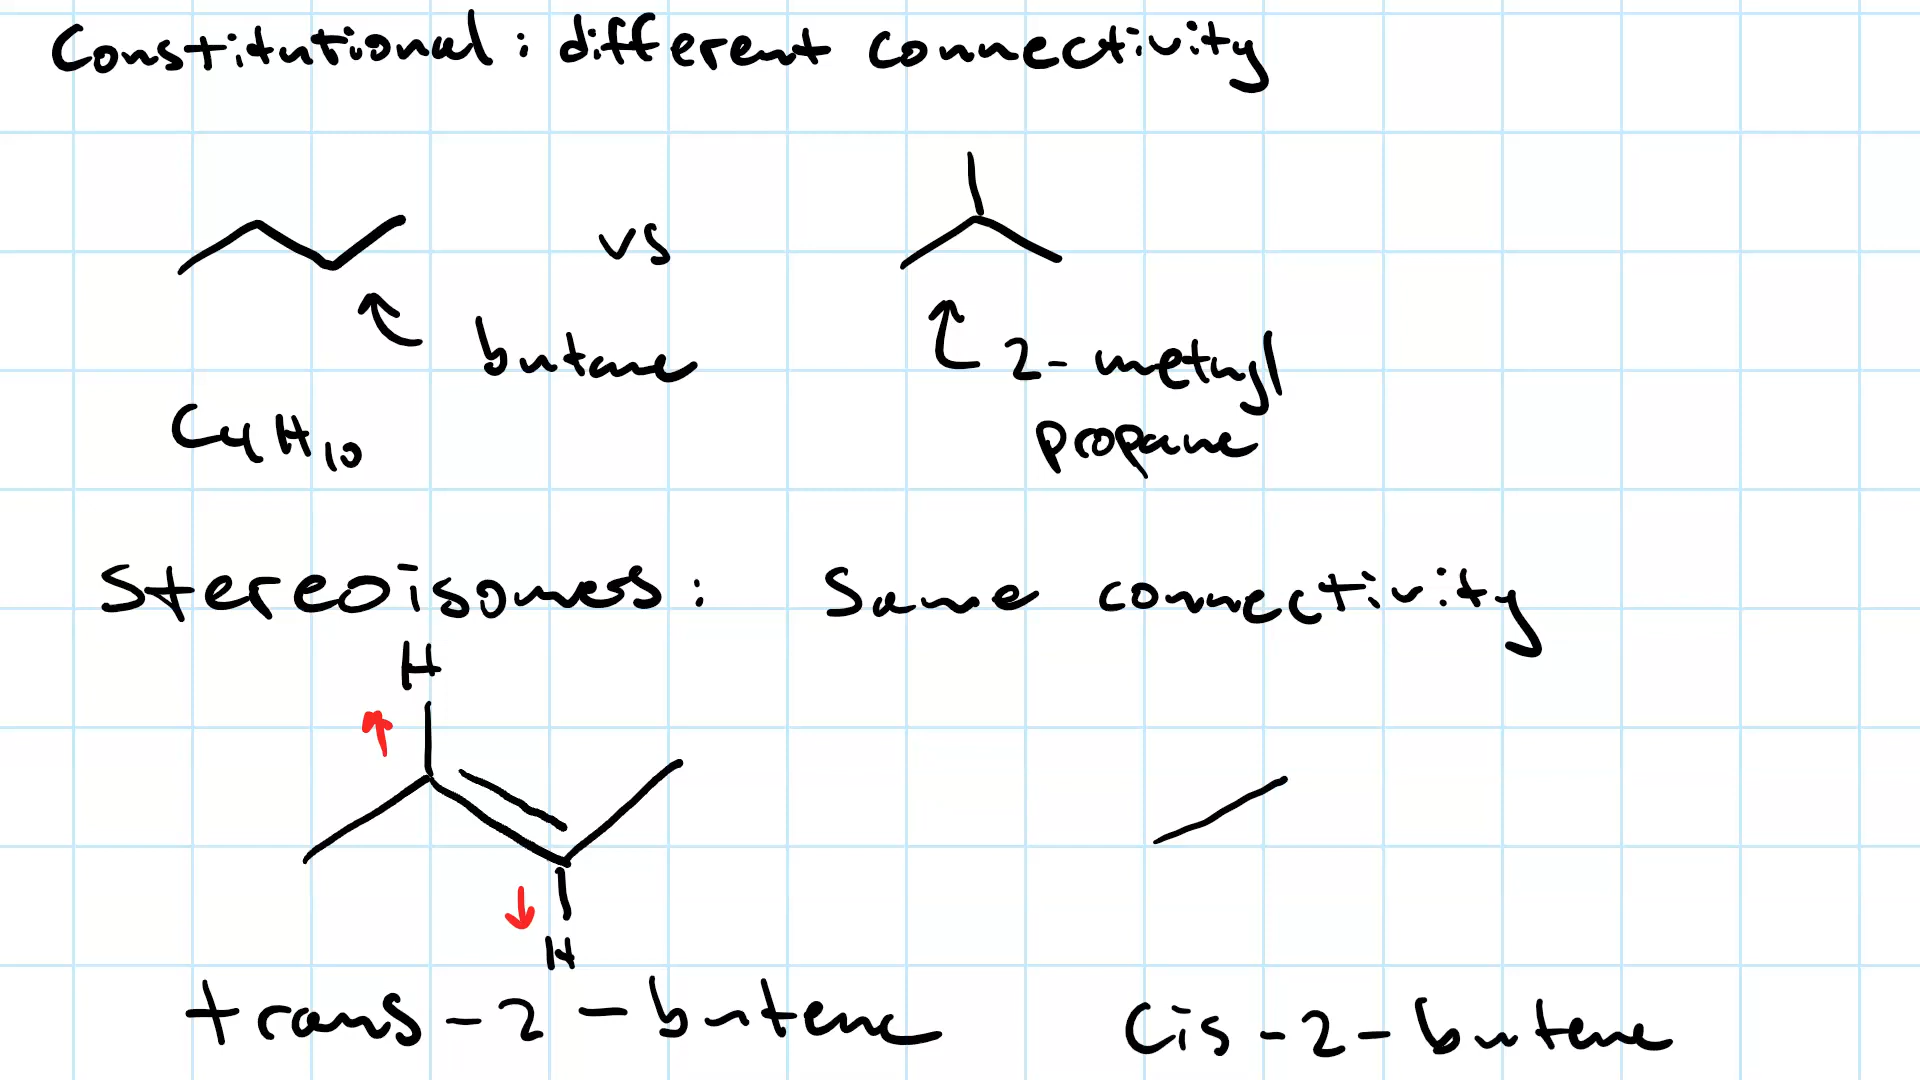 Constitutional: different connectivity
vs
butane
2-methyl
propane
C4H10
Stereoisomers: Same connectivity
H
H
trans-2-butene
Cis-2-butene